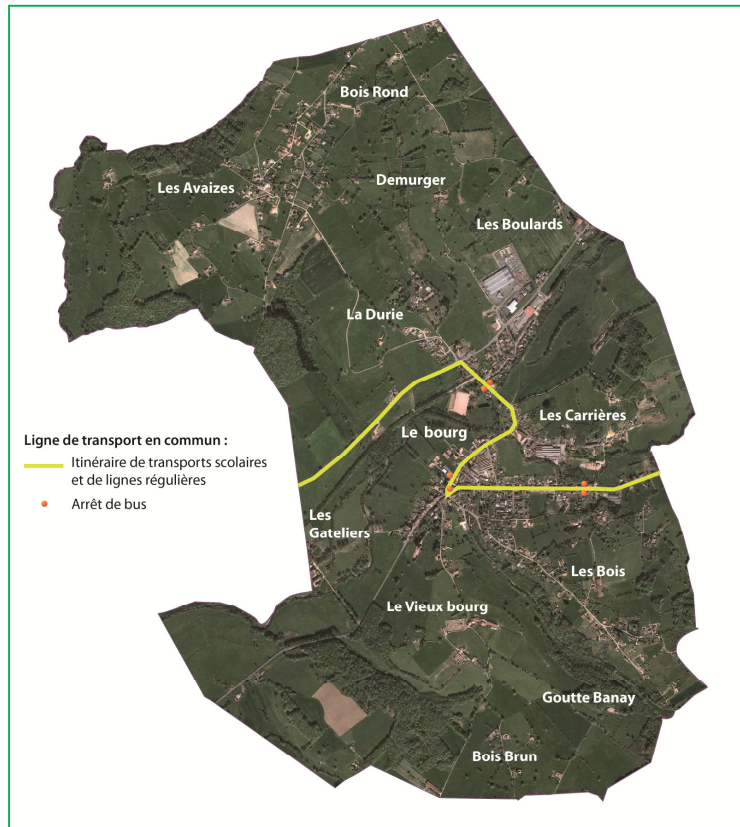 Bois Rond
Les Avaizes
Demurger
Les Boulards
La Durie
Les Carrières
Le bourg
Ligne de transport en commun :
Itinéraire de transports scolaires
et de lignes régulières
Arrêt de bus
Les
Gateliers
Les Bois
Le Vieux bourg
Goutte Banay
Bois Brun